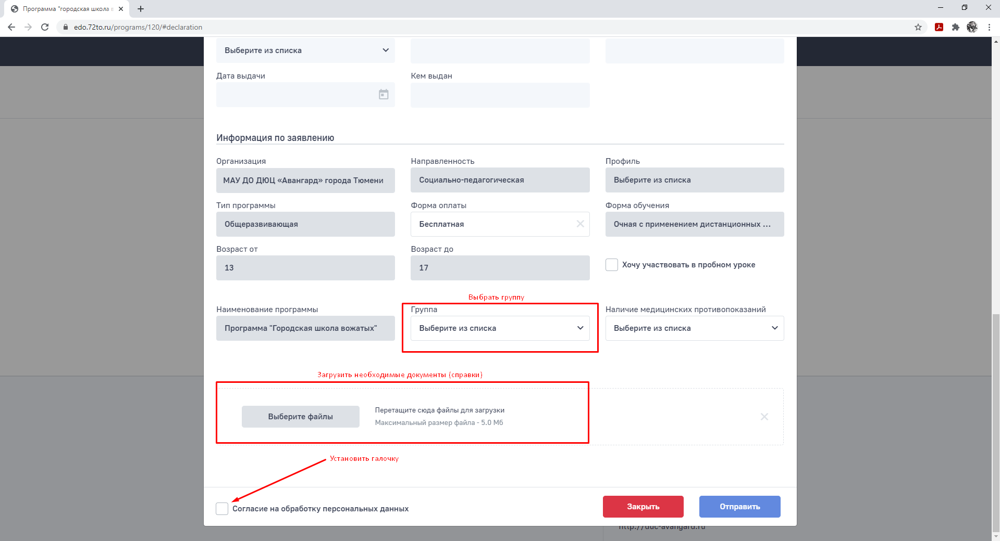 Программа "городская школа в
edo.72to.ru/programs/120/#declaration
Выберите из списка
Дата выдачи
Кем выдан
Информация по заявлению
Организация
Направленность
Профиль
МАУ ДО ДЮЦ «Авангард» города Тюмени
Социально-педагогическая
Выберите из списка
Тип программы
Форма оплаты
Форма обучения
Общеразвивающая
Бесплатная
Очная с применением дистанционных ...
Возраст от
Возраст до
13
17
Хочу участвовать в пробном уроке
Выбрать группу
Наименование программы
Группа
Наличие медицинских противопоказаний
Программа "Городская школа вожатых"
Выберите из списка
Выберите из списка
Загрузить необходимые документы (справки)
Выберите файлы
Перетащите сюда файлы для загрузки
Максимальный размер файла - 5.0 Мб
Установить галочку
Согласие на обработку персональных данных
Закрыть
Отправить
http://duc-avangard.ru